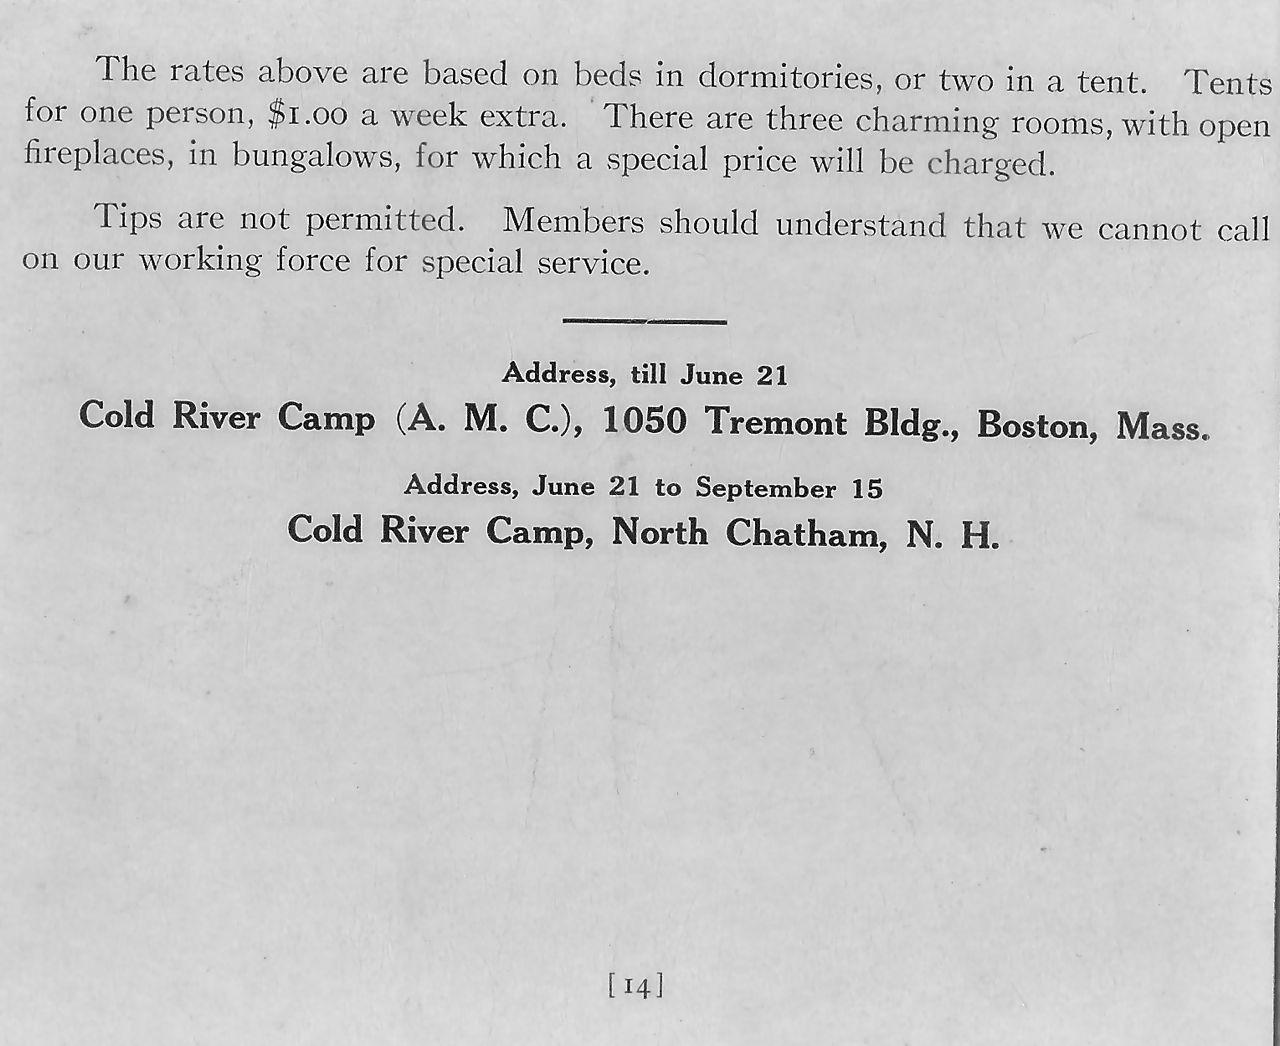 The rates above are based on beds in dormitories, or two in a tent. Tents
for one person, $1.00 a week extra. There are three charming rooms, with open
fireplaces, in bungalows, for which a special price will be charged.
Tips are not permitted. Members should understand that we cannot call
on our working force for special service.
Address, till June 21
Cold River Camp (A. M. C.), 1050 Tremont Bldg., Boston, Mass.
Address, June 21 to September 15
Cold River Camp, North Chatham, N. H.
[14]